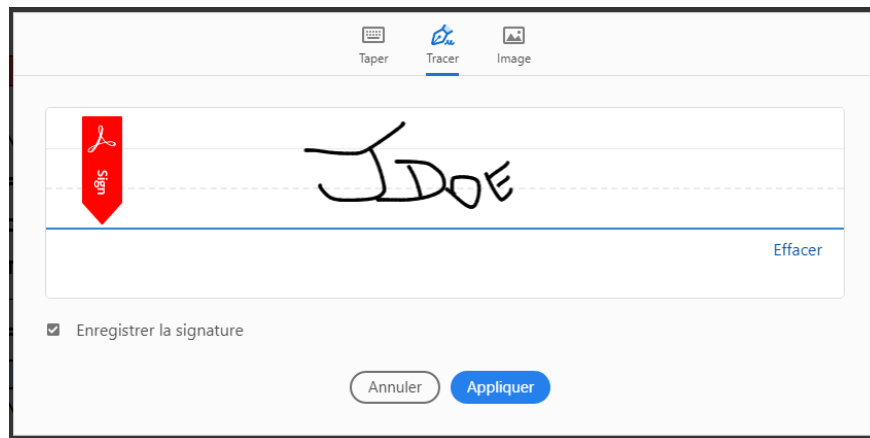 Taper Tracer Image
Sign
JDOE
Effacer
Enregistrer la signature
Annuler Appliquer